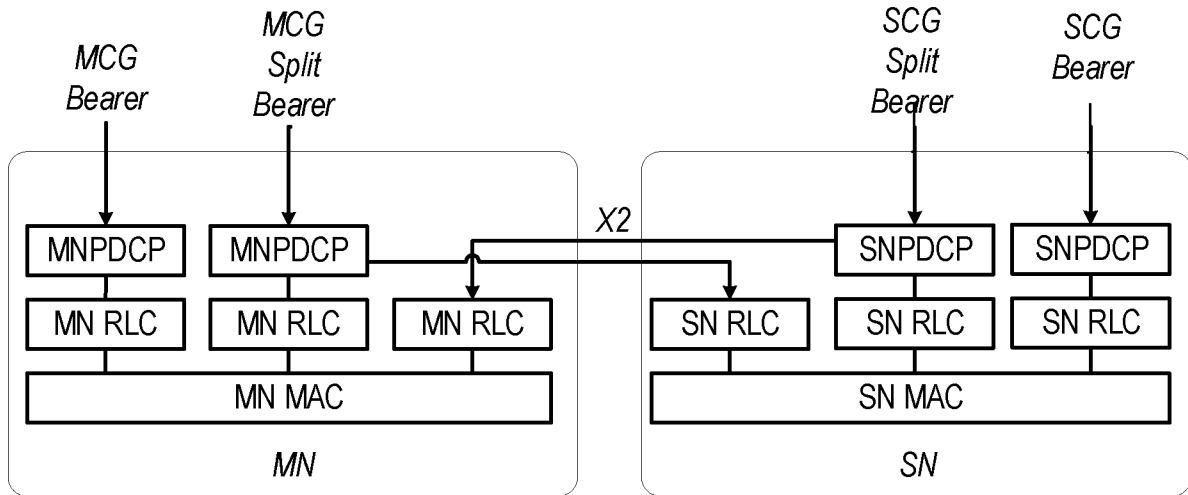 MCG
Bearer
MCG
Split
Bearer
SCG
Split
Bearer
SCG
Bearer
X2
MNPDCP
MNPDCP
SNPDCP
SNPDCP
MN RLC
MN RLC
MN RLC
SN RLC
SN RLC
SN RLC
MN MAC
SN MAC
MN
SN